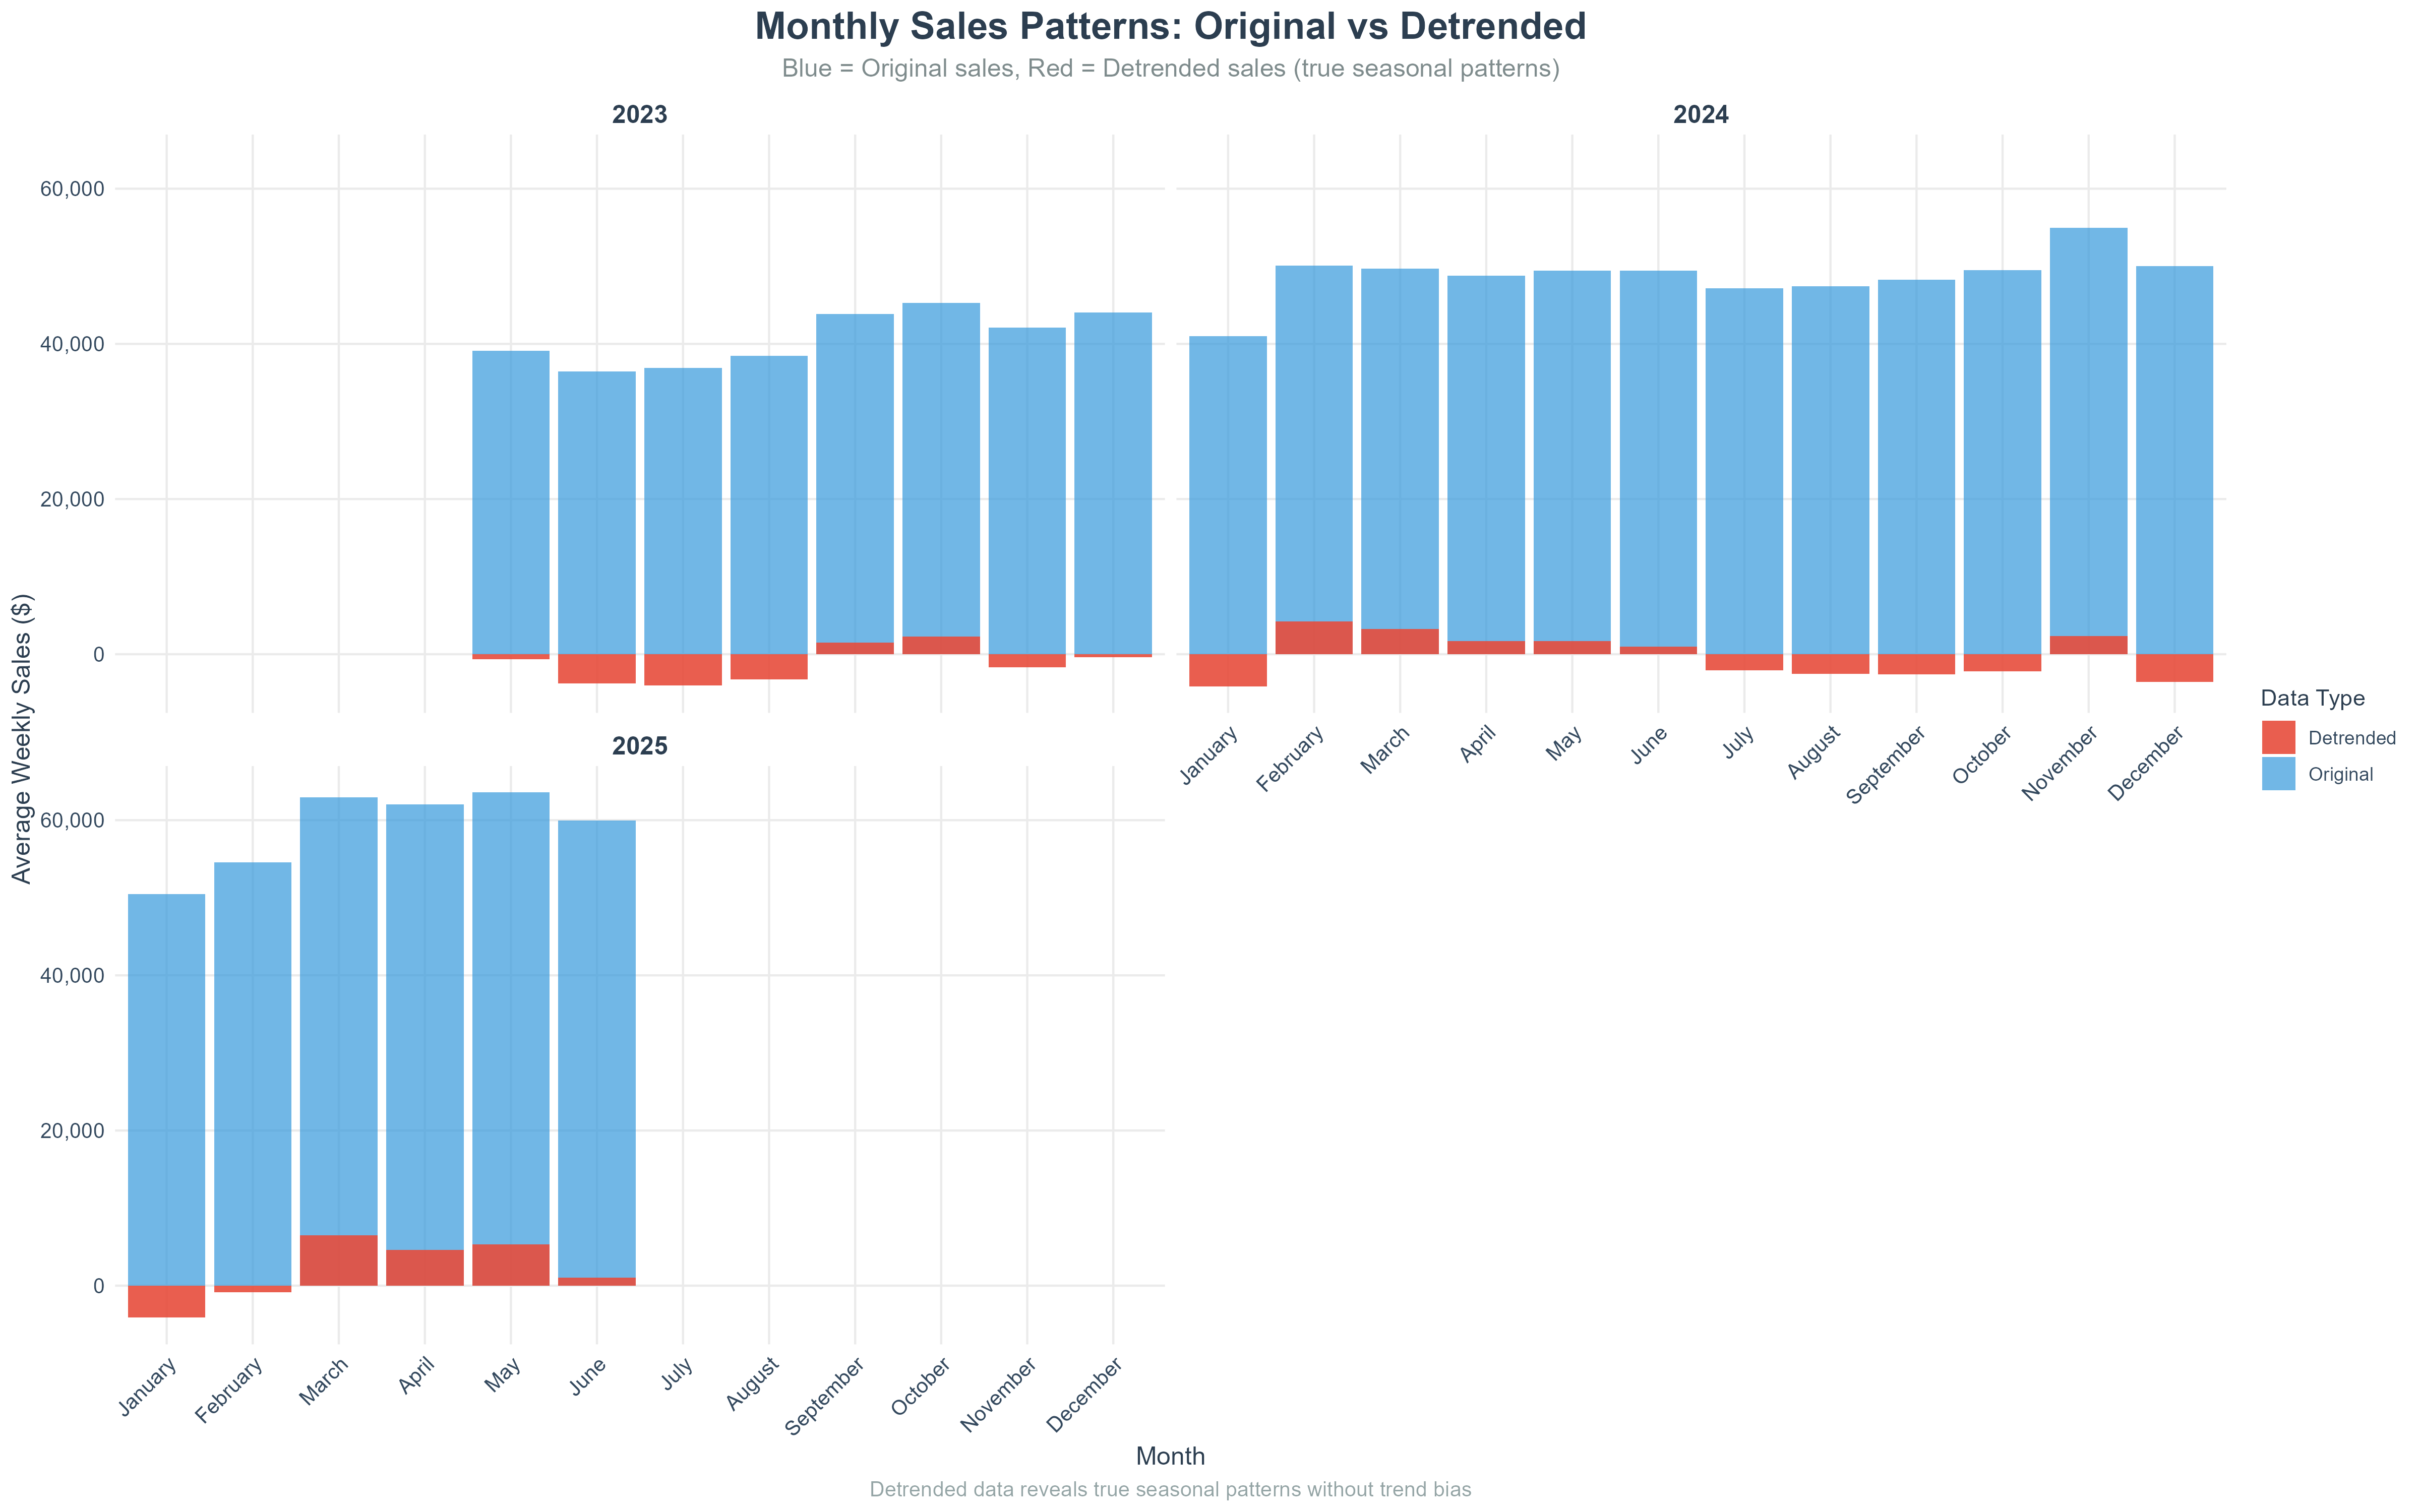 Monthly Sales Patterns: Original vs Detrended
Blue = Original sales, Red = Detrended sales (true seasonal patterns)
2023
2024
60,000
40,000
20,000
0
January
February
March
April
May
June
July
August
September
October
November
December
2025
60,000
40,000
20,000
0
January
February
March
April
May
June
July
August
September
October
November
December
Average Weekly Sales ($)
Month
Data Type
Detrended
Original
Detrended data reveals true seasonal patterns without trend bias